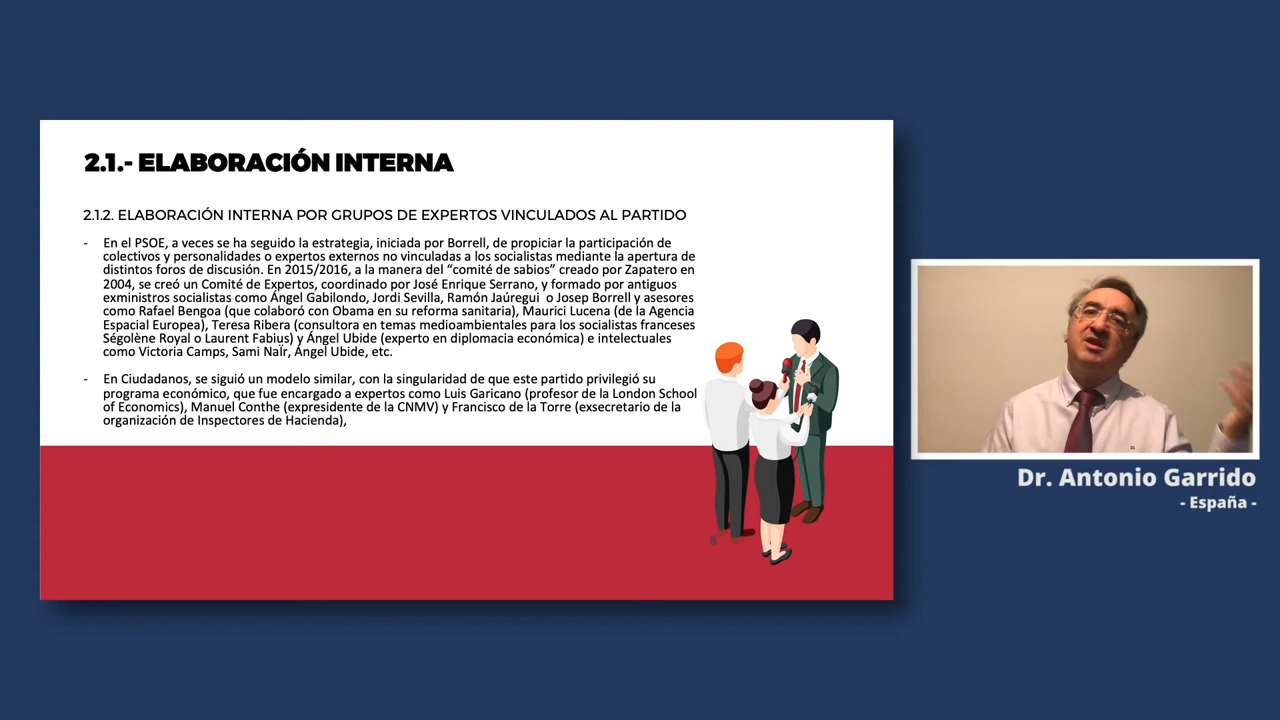 2.1.- ELABORACIÓN INTERNA
2.1.2. ELABORACIÓN INTERNA POR GRUPOS DE EXPERTOS VINCULADOS AL PARTIDO
- En el PSOE, a veces se ha seguido la estrategia, iniciada por Borrell, de propiciar la participación de
colectivos y personalidades o expertos externos no vinculadas a los socialistas mediante la apertura de
distintos foros de discusión. En 2015/2016, a la manera del “comité de sabios” creado por Zapatero en
2004, se creó un Comité de Expertos, coordinado por José Enrique Serrano, y formado por antiguos
exministros socialistas como Ángel Gabilondo, Jordi Sevilla, Ramón Jaúregui o Josep Borrell y asesores
como Rafael Bengoa (que colaboró con Obama en su reforma sanitaria), Maurici Lucena (de la Agencia
Espacial Europea), Teresa Ribera (consultora en temas medioambientales para los socialistas franceses
Ségolène Royal o Laurent Fabius) y Ángel Ubide (experto en diplomacia económica) e intelectuales
como Victoria Camps, Sami NaÏr, Ángel Ubide, etc.
- En Ciudadanos, se siguió un modelo similar, con la singularidad de que este partido privilegió su
programa económico, que fue encargado a expertos como Luis Garicano (profesor de la London School
of Economics), Manuel Conthe (expresidente de la CNMV) y Francisco de la Torre (exsecretario de la
organización de Inspectores de Hacienda),
8
Dr. Antonio Garrido
- España -